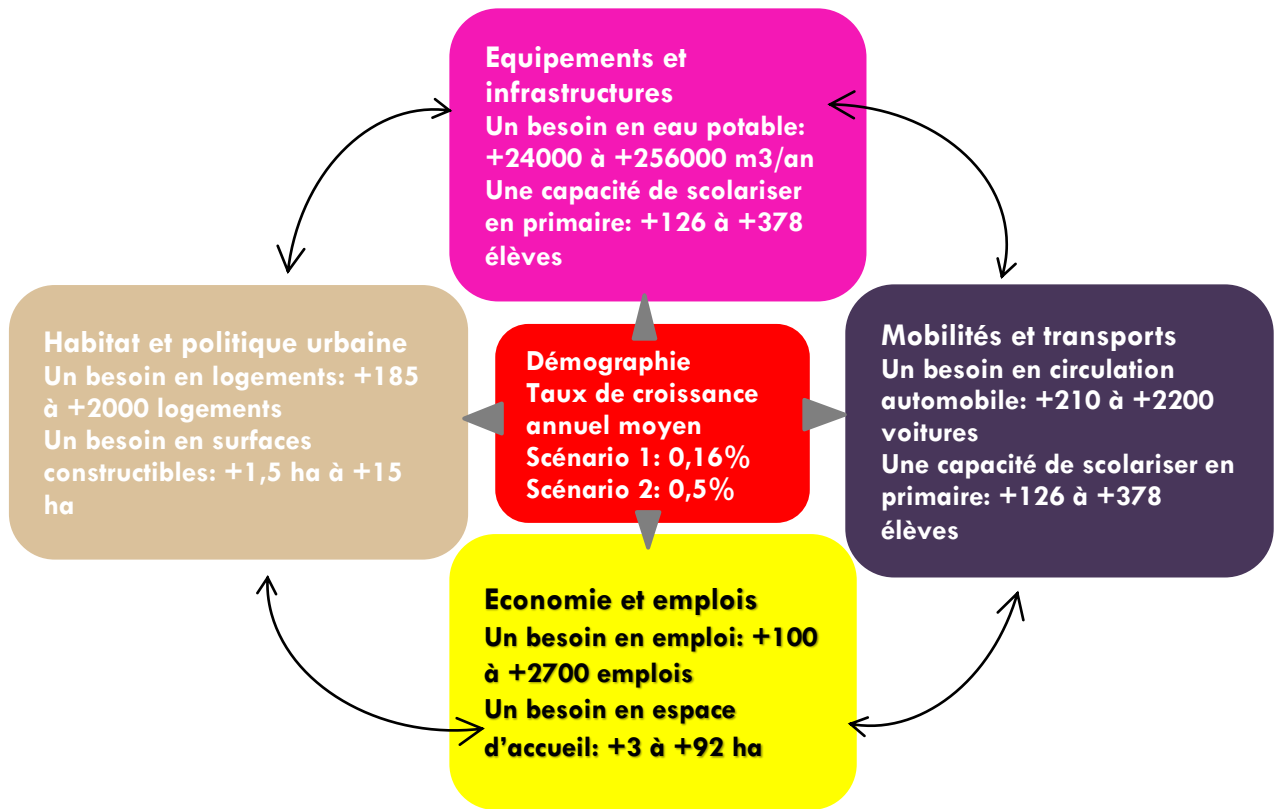 Equipements et
infrastructures
Un besoin en eau potable:
+24000 à +256000 m3/an
Une capacité de scolariser
en primaire: +126 à +378
élèves
Habitat et politique urbaine
Un besoin en logements: +185
à +2000 logements
Un besoin en surfaces
constructibles: +1,5 ha à +15
ha
Démographie
Taux de croissance
annuel moyen
Scénario 1: 0,16%
Scénario 2: 0,5%
Mobilités et transports
Un besoin en circulation
automobile: +210 à +2200
voitures
Une capacité de scolariser en
primaire: +126 à +378
élèves
Economie et emplois
Un besoin en emploi: +100
à +2700 emplois
Un besoin en espace
d'accueil: +3 à +92 ha